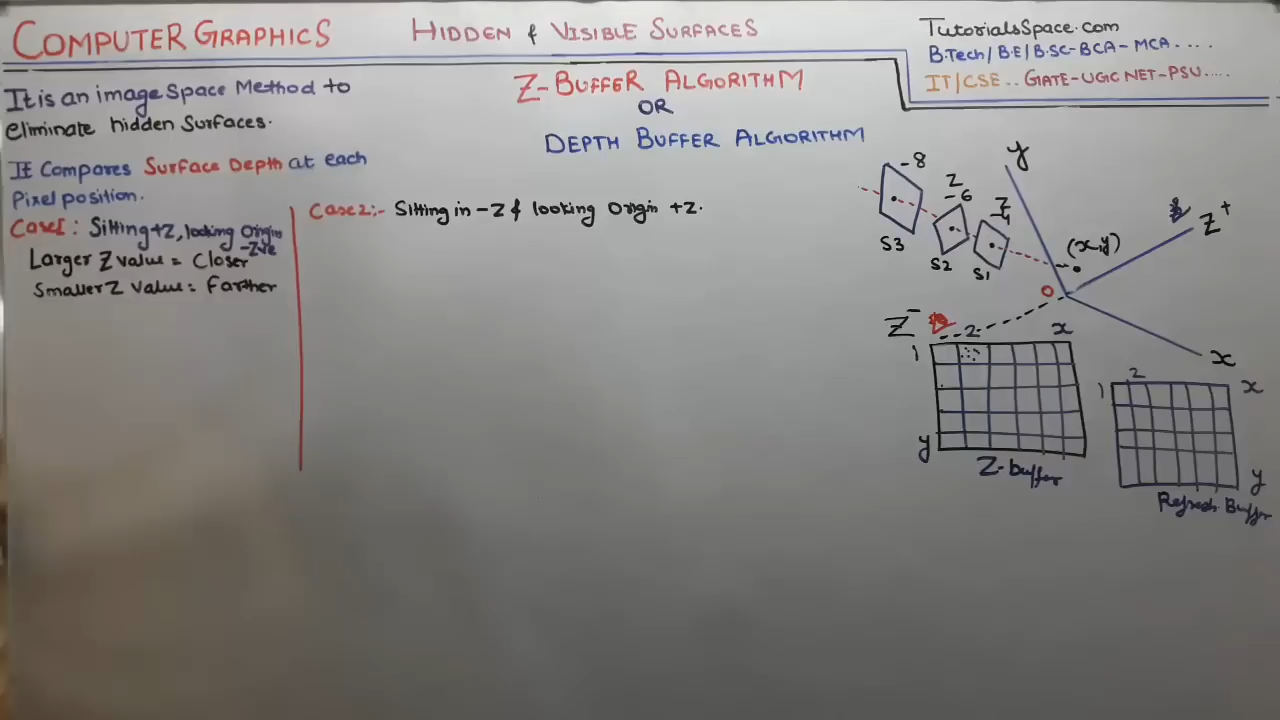 COMPUTER GRAPHICS
HIDDEN & VISIBLE SURFACES
TutorialsSpace.com
B.Tech/B.E/B.SC-BCA-MCA....
IT/CSE.. GATE-UGC NET-PSU.....
Z-BUFFER ALGORITHM
OR
DEPTH BUFFER ALGORITHM
It is an image Space Method to
eliminate hidden Surfaces.
It Compares Surface Depth at each
Pixel position.
Case1: Sitting +Z, looking Origin
-Zve
Larger Z value = Closer
Smaller Z value = Farther
Case2:- Sitting in -Z & looking Origin +Z.
-8
Z
-6
Z
-4
S3
S2
S1
y
(x,y)
Z+
O
x
Z-
1
2
x
y
Z-buffer
1
2
x
y
Refresh Buffer